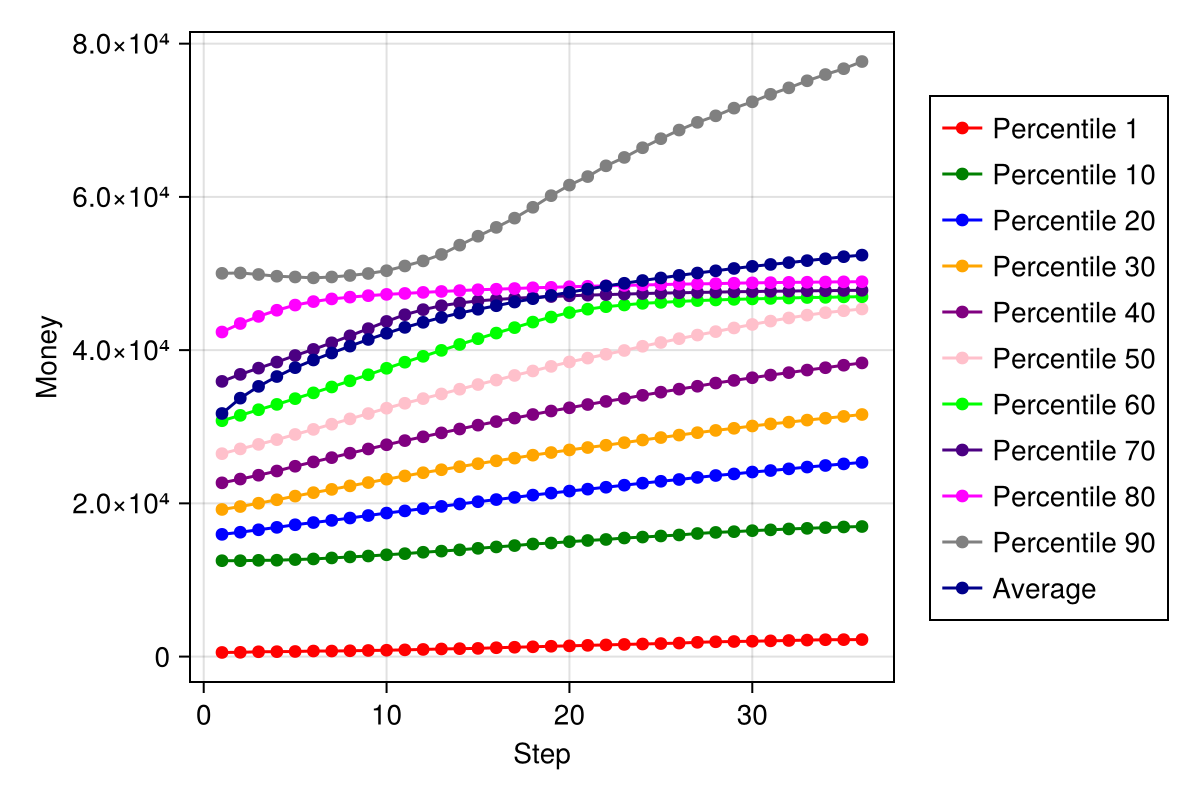 8.0×10⁴
6.0×10⁴
4.0×10⁴
2.0×10⁴
0
Money
0 10 20 30
Step
Percentile 1
Percentile 10
Percentile 20
Percentile 30
Percentile 40
Percentile 50
Percentile 60
Percentile 70
Percentile 80
Percentile 90
Average